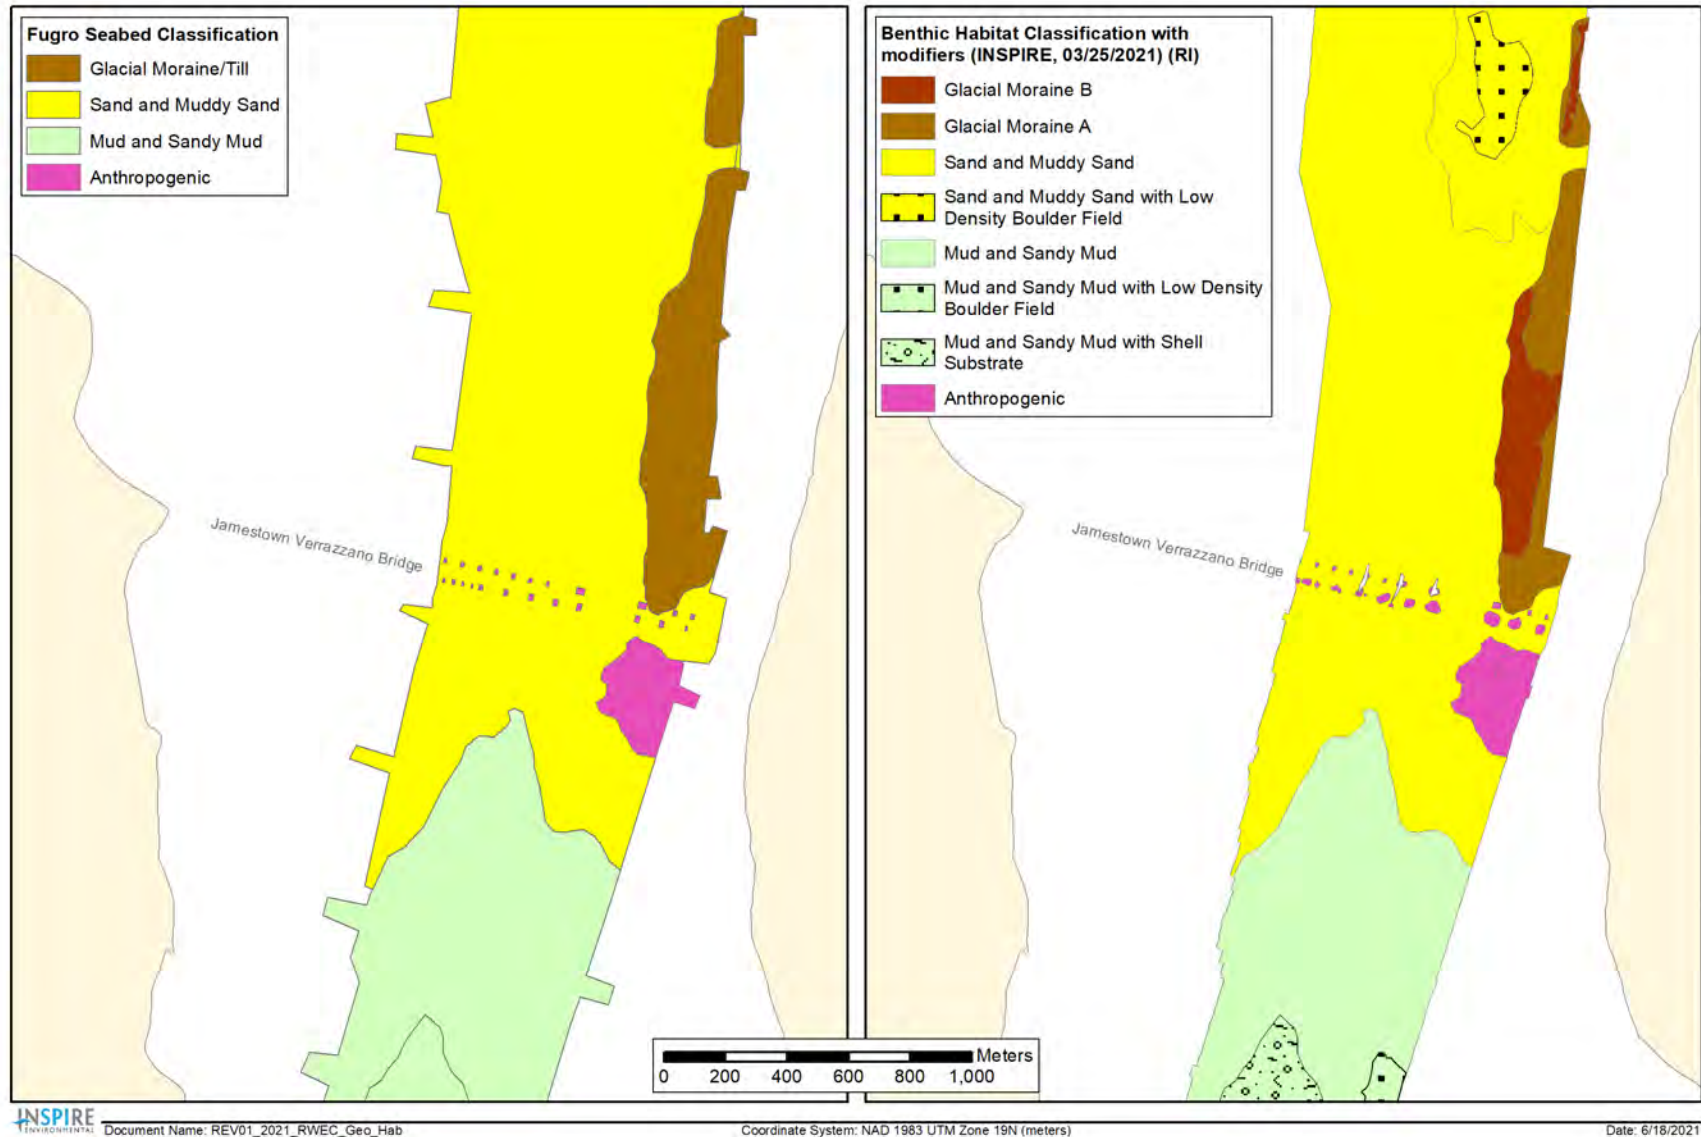 Fugro Seabed Classification
Glacial Moraine/Till
Sand and Muddy Sand
Mud and Sandy Mud
Anthropogenic
Jamestown Verrazzano Bridge
Benthic Habitat Classification with
modifiers (INSPIRE, 03/25/2021) (RI)
Glacial Moraine B
Glacial Moraine A
Sand and Muddy Sand
Sand and Muddy Sand with Low
Density Boulder Field
Mud and Sandy Mud
Mud and Sandy Mud with Low Density
Boulder Field
Mud and Sandy Mud with Shell
Substrate
Anthropogenic
Jamestown Verrazzano Bridge
Meters
0 200 400 600 800 1,000
INSPIRE
ENVIRONMENTAL
Document Name: REV01_2021_RWEC_Geo_Hab
Coordinate System: NAD 1983 UTM Zone 19N (meters)
Date: 6/18/2021